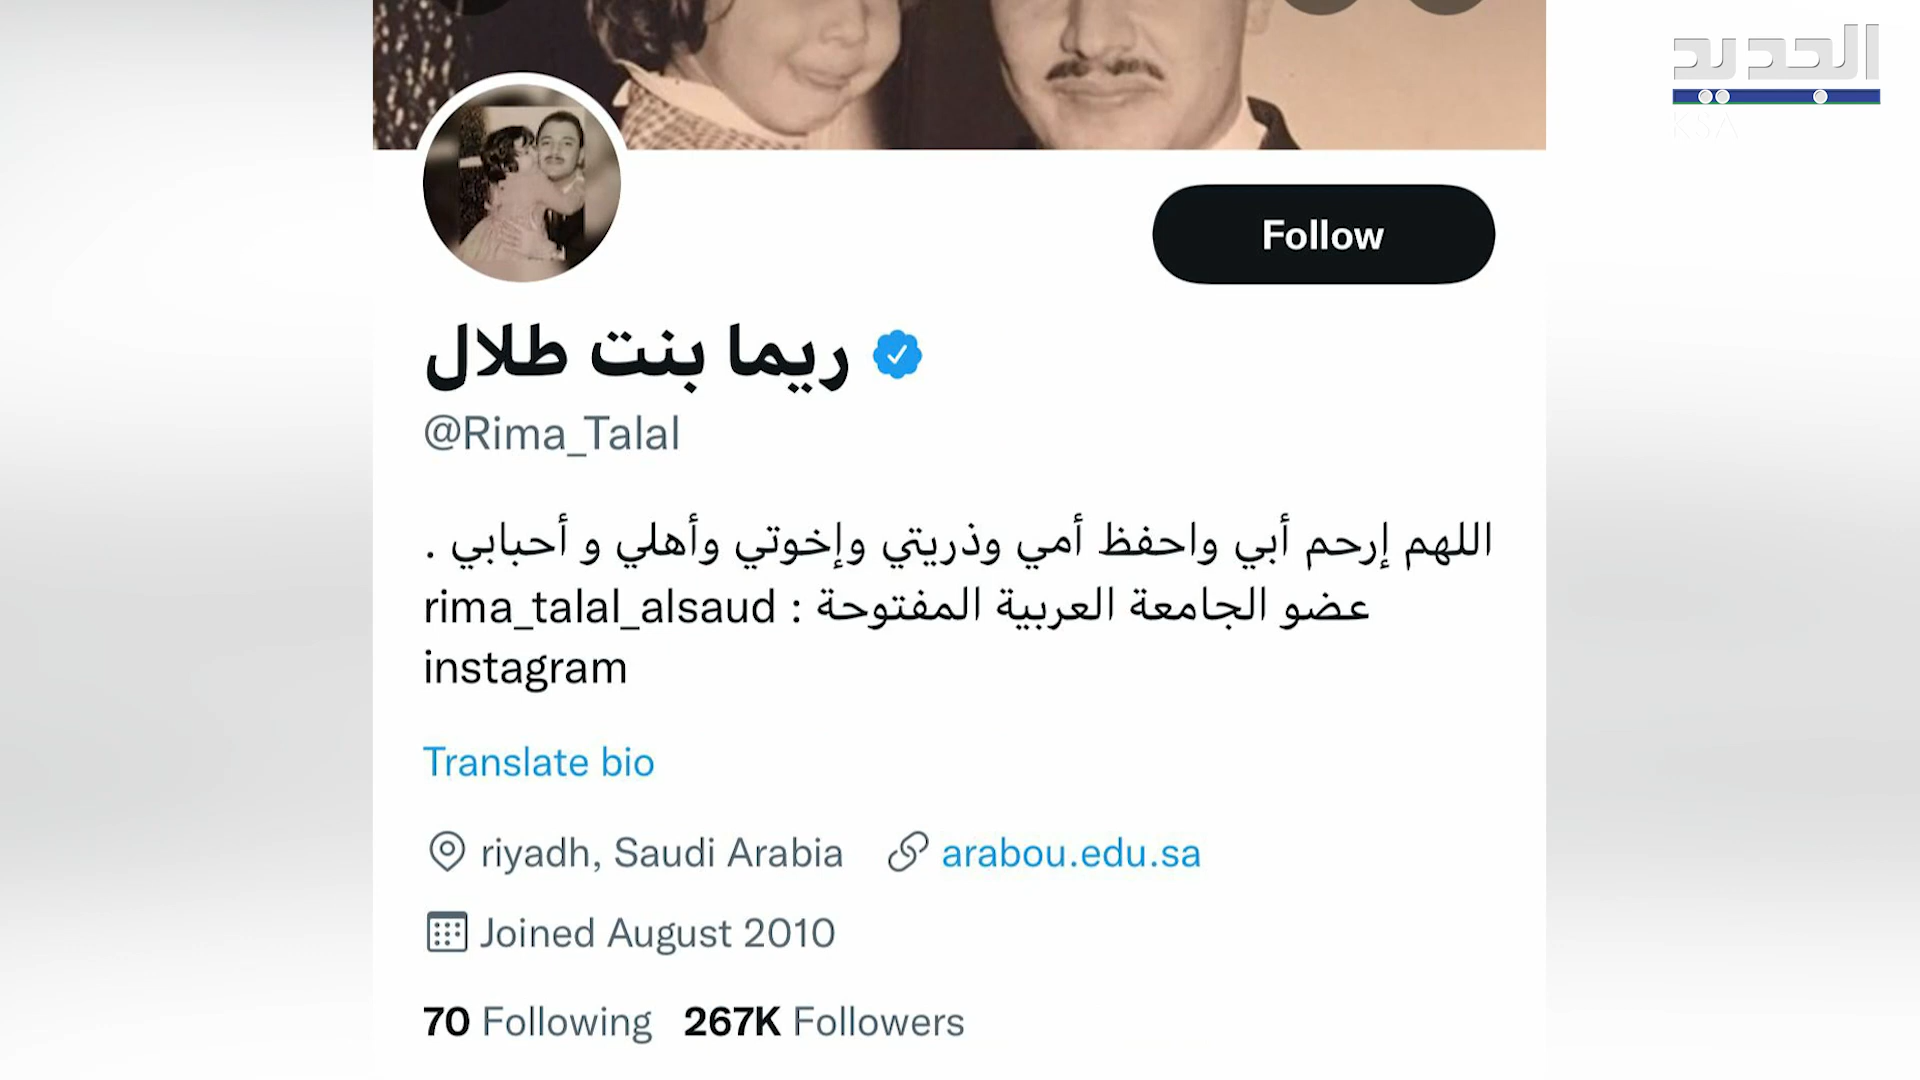 الجديد
KSA
Follow
ريما بنت طلال
@Rima_Talal
اللهم إرحم أبي واحفظ أمي وذريتي وإخوتي وأهلي و أحبابي .
عضو الجامعة العربية المفتوحة : rima_talal_alsaud
instagram
Translate bio
riyadh, Saudi Arabia arabou.edu.sa
Joined August 2010
70 Following 267K Followers